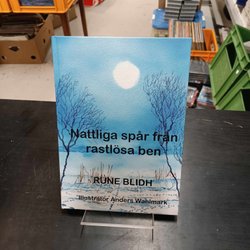 Nattliga spår från
rastlösa ben
RUNE BLIDH
Illustratör Anders Wahlmark